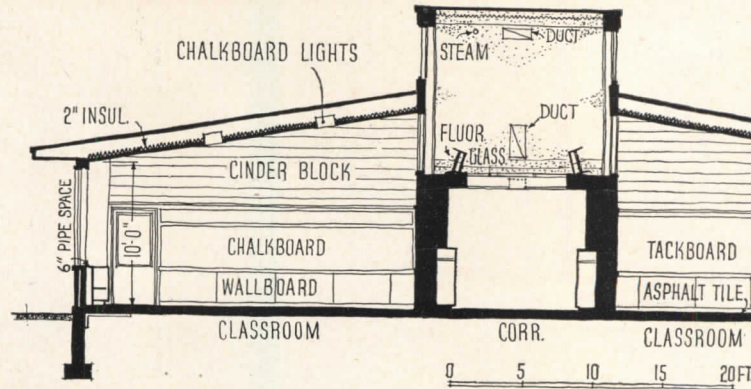 CHALKBOARD LIGHTS
2" INSUL.
STEAM
DUCT
DUCT
FLUOR.
GLASS
CINDER BLOCK
6" PIPE SPACE
10'-0"
CHALKBOARD
WALLBOARD
TACKBOARD
ASPHALT TILE
CLASSROOM
CORR.
CLASSROOM
0 5 10 15 20 FT.